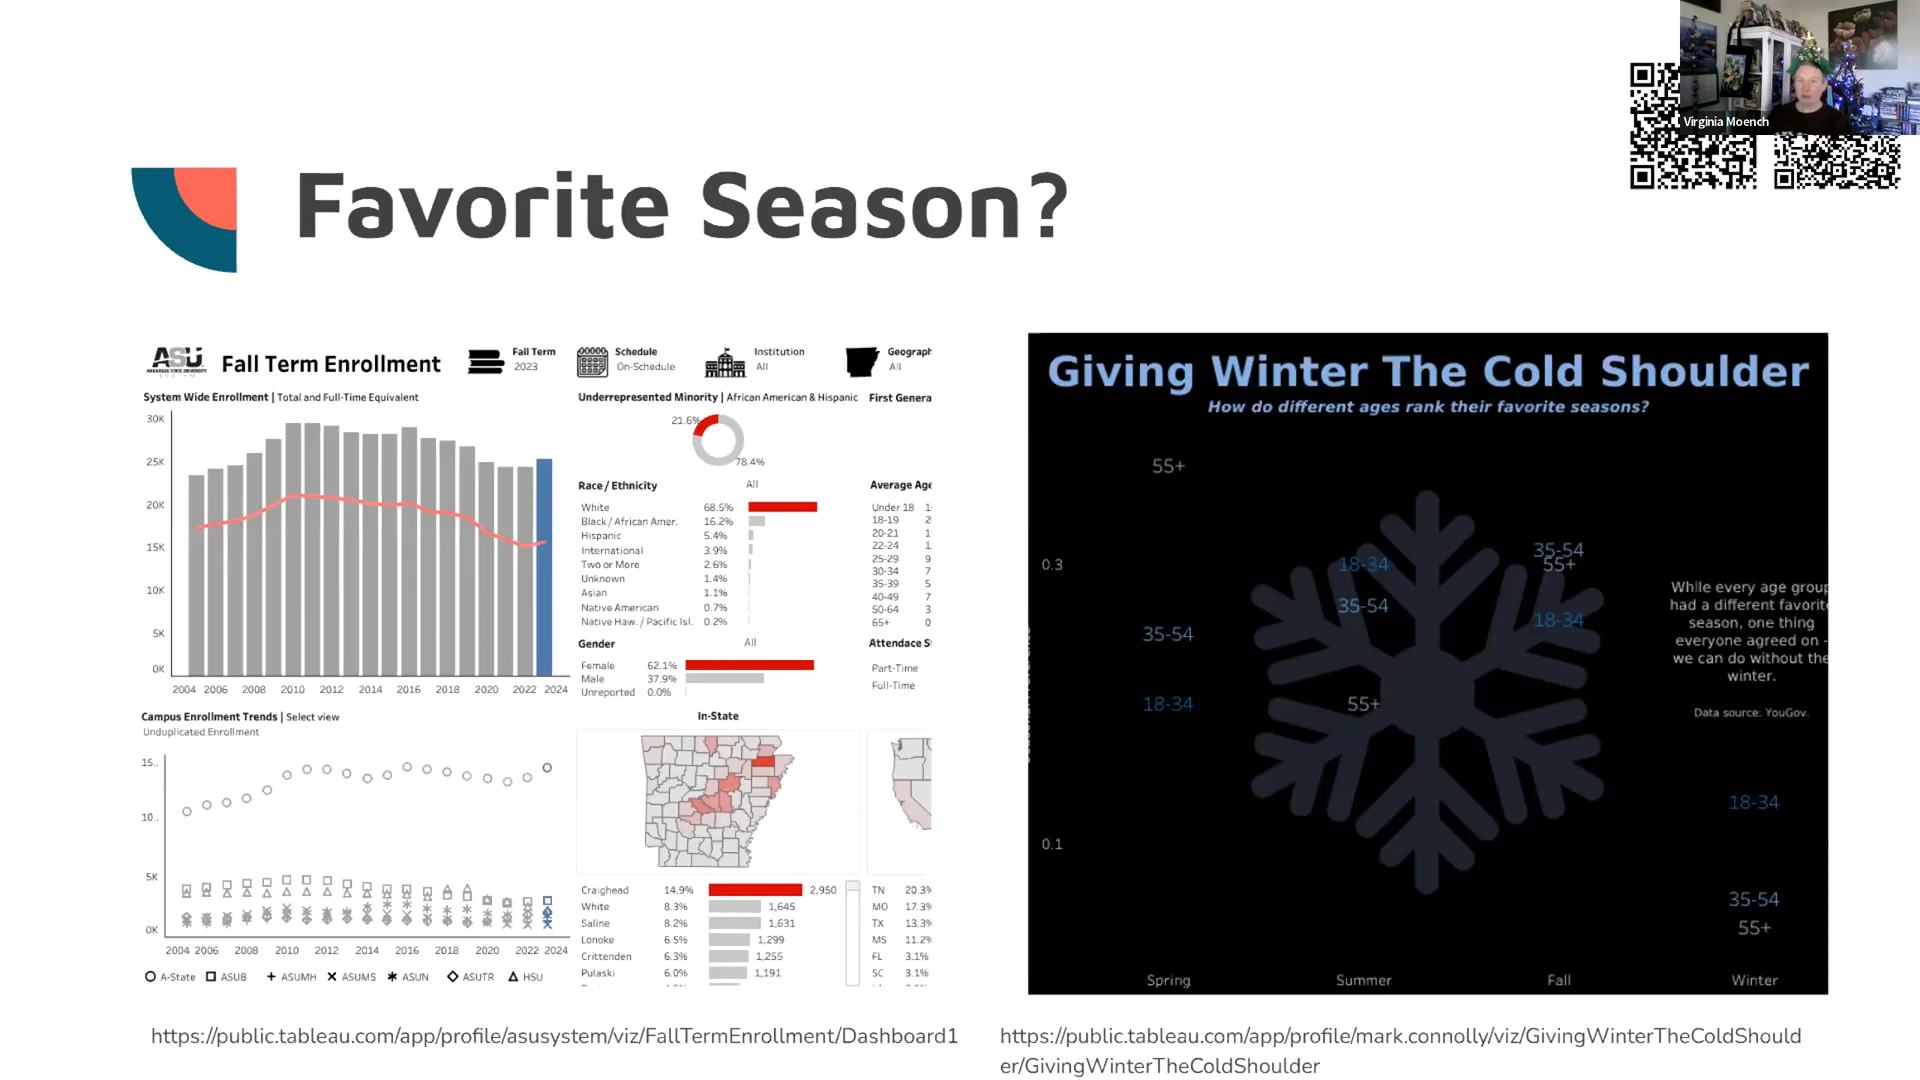 Virginia Moench
Favorite Season?
ASU
Fall Term Enrollment
Fall Term
2023
Schedule
On-Schedule
Institution
All
Geograph
All
System Wide Enrollment | Total and Full-Time Equivalent
30K
25K
20K
15K
10K
5K
0K
2004 2006 2008 2010 2012 2014 2016 2018 2020 2022 2024
Underrepresented Minority | African American & Hispanic
21.6%
78.4%
First Genera
Race / Ethnicity All
White 68.5%
Black / African Amer. 16.2%
Hispanic 5.4%
International 3.9%
Two or More 2.6%
Unknown 1.4%
Asian 1.1%
Native American 0.7%
Native Haw. / Pacific Isl. 0.2%
Average Age
Under 18 1
18-19 2
20-21 1
22-24 1
25-29 9
30-34 7
35-39 5
40-49 7
50-64 3
65+ 0
Gender All
Female 62.1%
Male 37.9%
Unreported 0.0%
Attendace S
Part-Time
Full-Time
Campus Enrollment Trends | Select view
Unduplicated Enrollment
15..
10..
5K
0K
2004 2006 2008 2010 2012 2014 2016 2018 2020 2022 2024
A-State ASUB ASUMH ASUMS ASUN ASUTR HSU
In-State
Craighead 14.9% 2,950
White 8.3% 1,645
Saline 8.2% 1,631
Lonoke 6.5% 1,299
Crittenden 6.3% 1,255
Pulaski 6.0% 1,191
TN 20.3%
MO 17.3%
TX 13.3%
MS 11.2%
FL 3.1%
SC 3.1%
https://public.tableau.com/app/profile/asusystem/viz/FallTermEnrollment/Dashboard1
Giving Winter The Cold Shoulder
How do different ages rank their favorite seasons?
55+
0.3
18-34
35-54
55+
35-54
18-34
35-54
18-34
55+
While every age group
had a different favorite
season, one thing
everyone agreed on -
we can do without the
winter.
Data source: YouGov.
18-34
0.1
35-54
55+
Spring Summer Fall Winter
https://public.tableau.com/app/profile/mark.connolly/viz/GivingWinterTheColdShould
er/GivingWinterTheColdShoulder